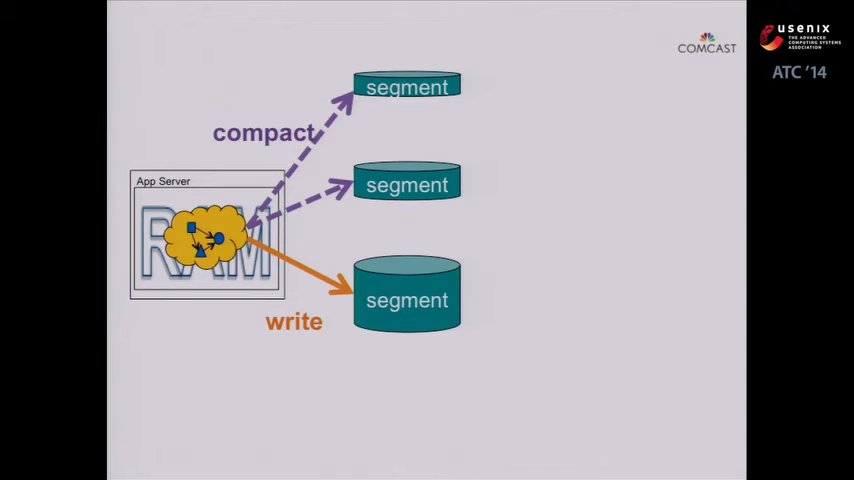 COMCAST
usenix
THE ADVANCED
COMPUTING SYSTEMS
ASSOCIATION
ATC '14
segment
compact
App Server
segment
RAM
segment
write